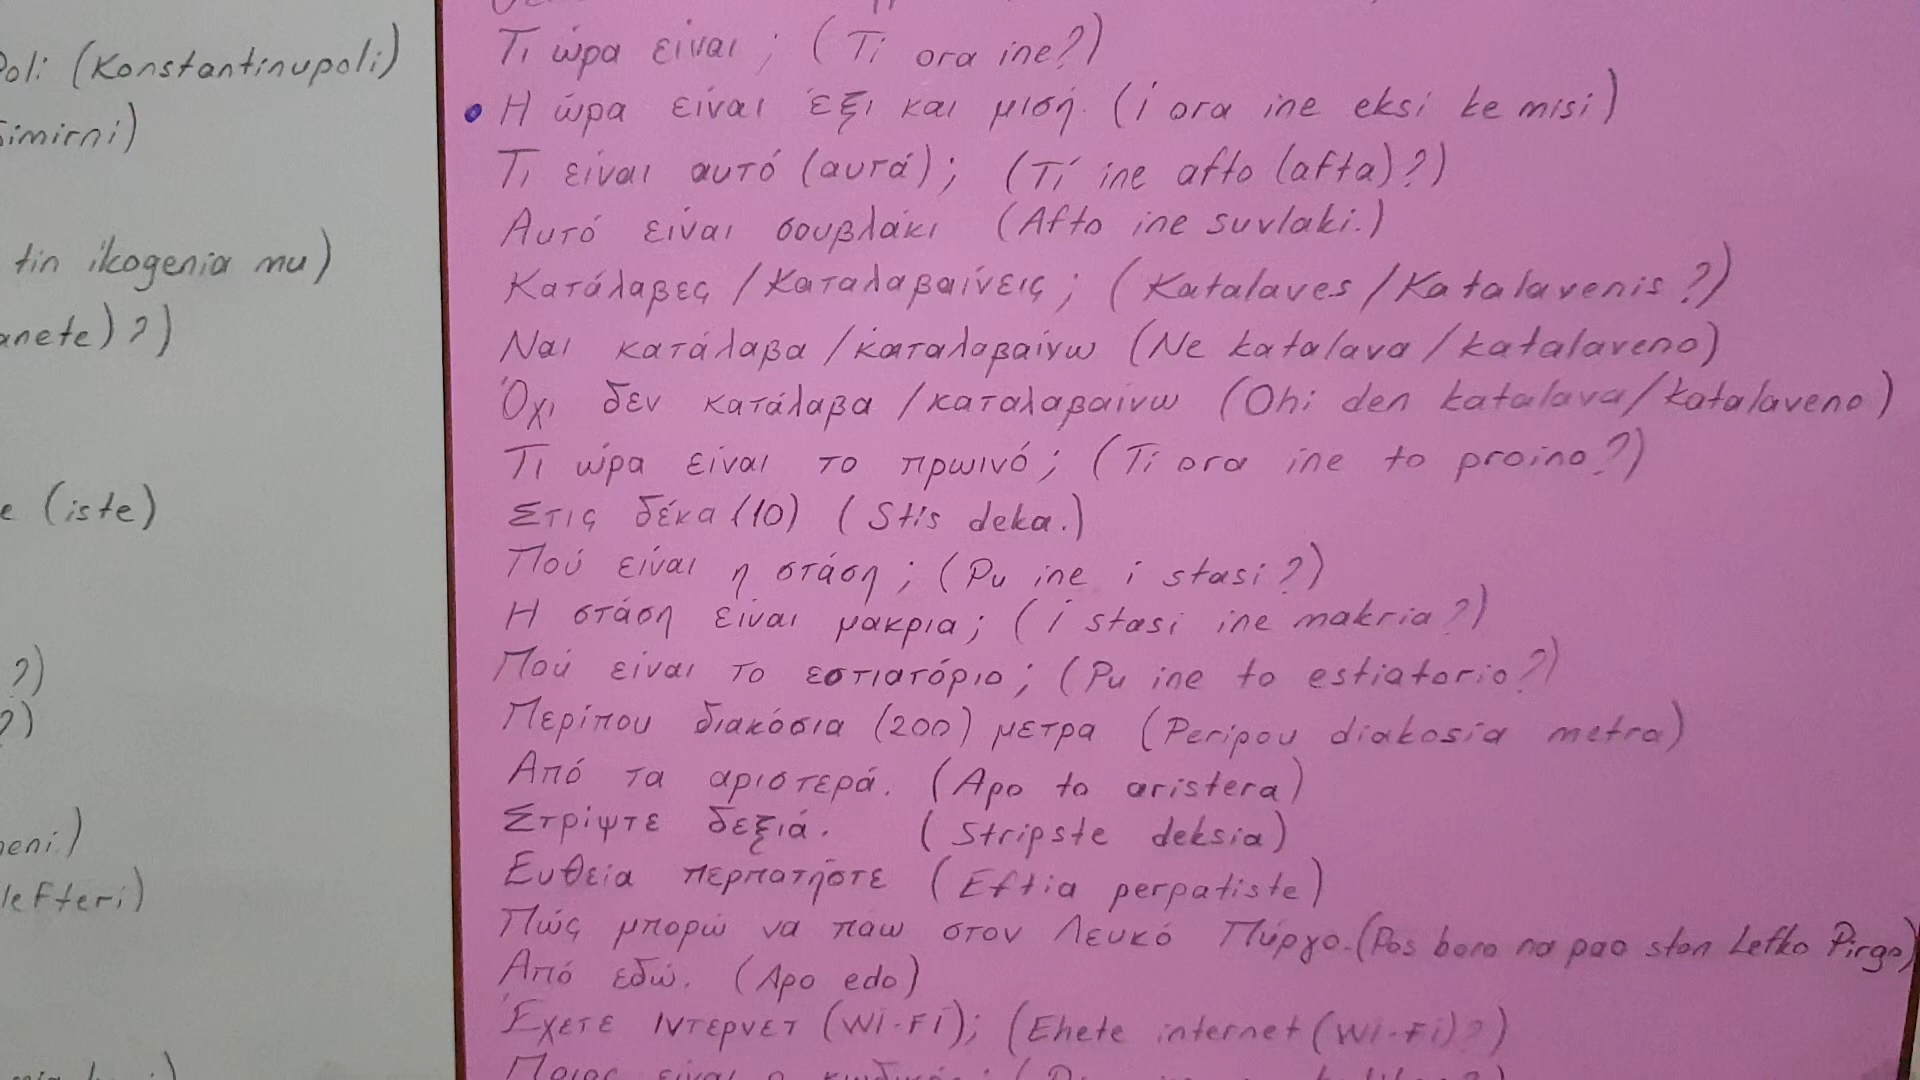 Poli (Konstantinupoli)
Simirni)
tin ikogenia mu)
anete)?)
e (iste)
?)
?)
meni.)
lefteri)
Τι ώρα είναι ; (Ti ora ine?)
• Η ώρα είναι έξι και μισή. (i ora ine eksi ke misi)
Τι είναι αυτό (αυτά) ; (Ti ine afto (afta)?)
Αυτό είναι σουβλάκι (Afto ine suvlaki.)
Κατάλαβες / Καταλαβαίνεις ; (Katalaves / Katalavenis ?)
Ναι κατάλαβα / καταλαβαίνω (Ne katalava / katalaveno)
Όχι δεν κατάλαβα / καταλαβαίνω (Ohi den katalava / katalaveno)
Τι ώρα είναι το πρωινό ; (Ti ora ine to proino?)
Στις δέκα (10) (Stis deka.)
Πού είναι η στάση ; (Pu ine i stasi?)
Η στάση είναι μακρια ; (i stasi ine makria?)
Πού είναι το εστιατόριο ; (Pu ine to estiatorio?)
Περίπου διακόσια (200) μετρα (Peripou diakosia metra)
Από τα αριστερά. (Apo ta aristera)
Στρίψτε δεξιά. (Stripste deksia)
Ευθεία περπατήστε (Eftia perpatiste)
Πώς μπορώ να πάω στον Λευκό Πύργο. (Pos boro na pao ston Lefko Pirgo)
Από εδώ. (Apo edo)
Έχετε ιντερνετ (Wi-Fi); (Ehete internet (Wi-Fi)?)